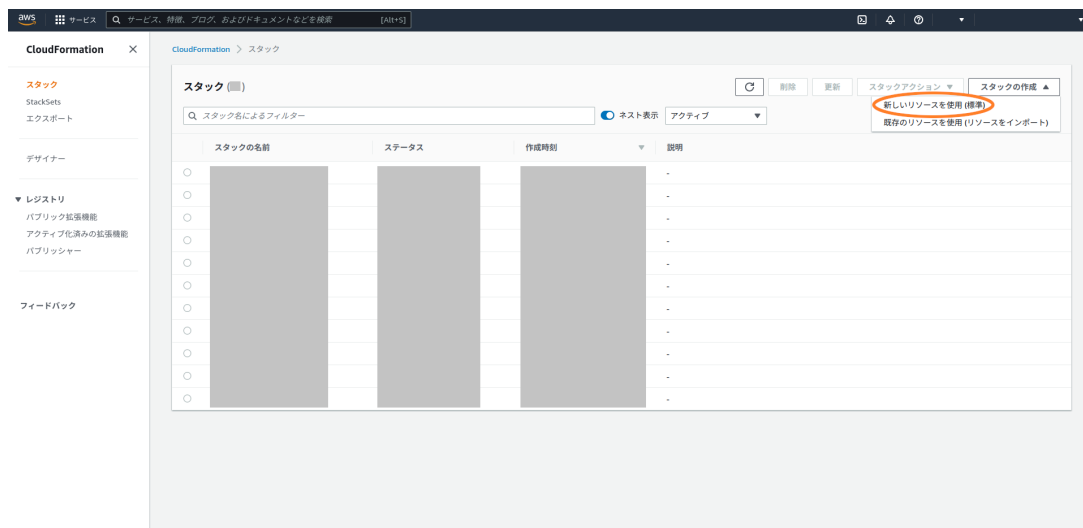 aws サービス サービス、特徴、ブログ、およびドキュメントなどを検索 [Alt+S]
CloudFormation
スタック
StackSets
エクスポート
デザイナー
レジストリ
パブリック拡張機能
アクティブ化済みの拡張機能
パブリッシャー
フィードバック
CloudFormation > スタック
スタック ( )
削除 更新 スタックアクション スタックの作成
新しいリソースを使用 (標準)
既存のリソースを使用 (リソースをインポート)
スタック名によるフィルター ネスト表示 アクティブ
スタックの名前 ステータス 作成時刻 説明
-
-
-
-
-
-
-
-
-
-
-